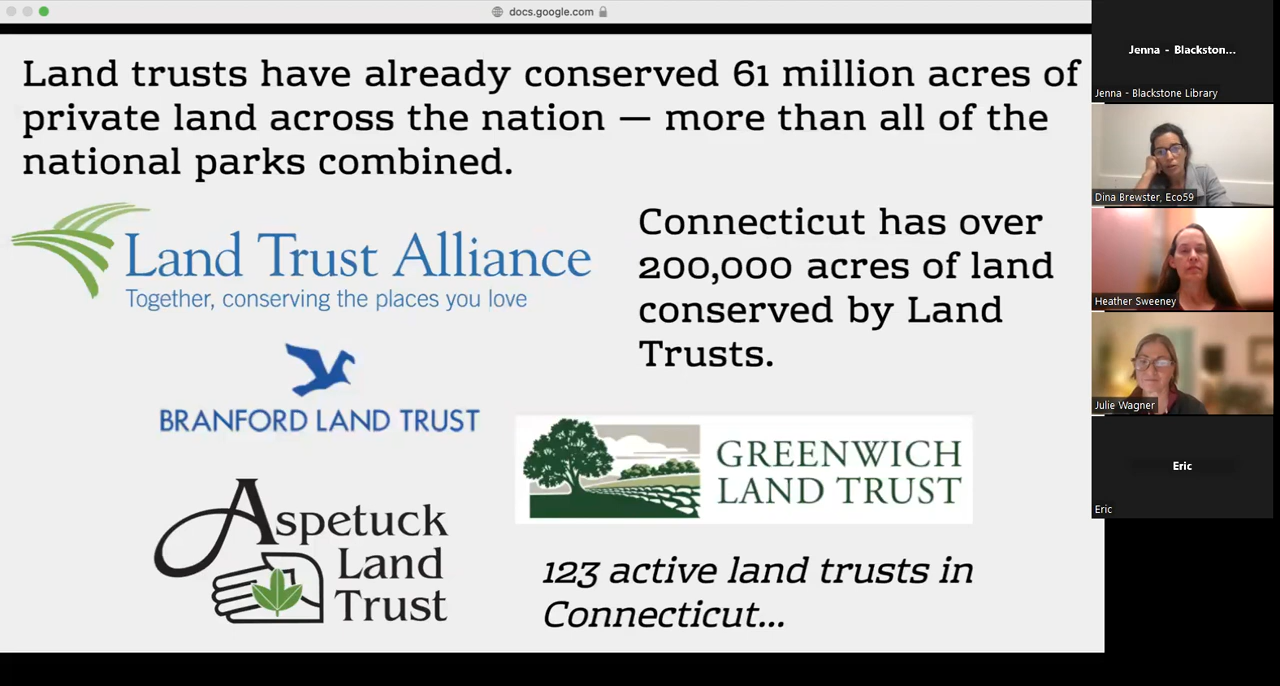 docs.google.com
Land trusts have already conserved 61 million acres of
private land across the nation — more than all of the
national parks combined.
Land Trust Alliance
Together, conserving the places you love
Connecticut has over
200,000 acres of land
conserved by Land
Trusts.
BRANFORD LAND TRUST
GREENWICH
LAND TRUST
Aspetuck
Land
Trust
123 active land trusts in
Connecticut...
Jenna - Blackston...
Jenna - Blackstone Library
Dina Brewster, Eco59
Heather Sweeney
Julie Wagner
Eric
Eric